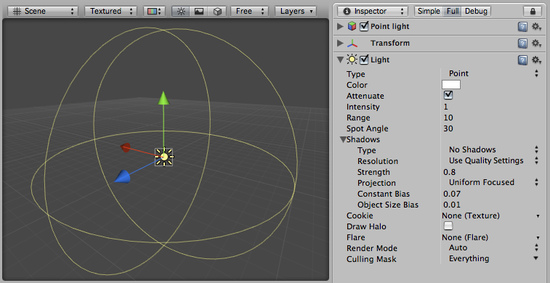 Scene Textured Free Layers
Inspector Simple Full Debug
Point light
Transform
Light
Type Point
Color
Attenuate
Intensity 1
Range 10
Spot Angle 30
Shadows
Type No Shadows
Resolution Use Quality Settings
Strength 0.8
Projection Uniform Focused
Constant Bias 0.07
Object Size Bias 0.01
Cookie None (Texture)
Draw Halo
Flare None (Flare)
Render Mode Auto
Culling Mask Everything